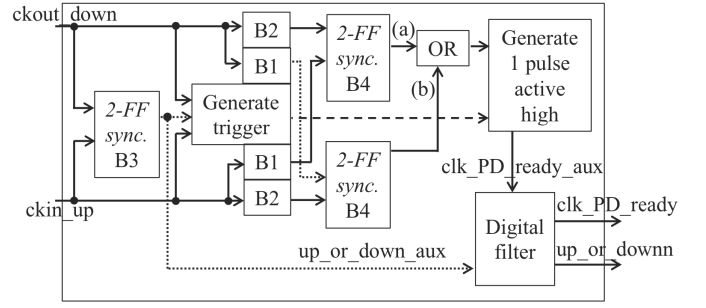 ckout_down
B2
B1
2-FF
sync.
B4
(a)
OR
(b)
Generate
1 pulse
active
high
2-FF
sync.
B3
Generate
trigger
B1
B2
2-FF
sync.
B4
clk_PD_ready_aux
ckin_up
Digital
filter
clk_PD_ready
up_or_downn
up_or_down_aux